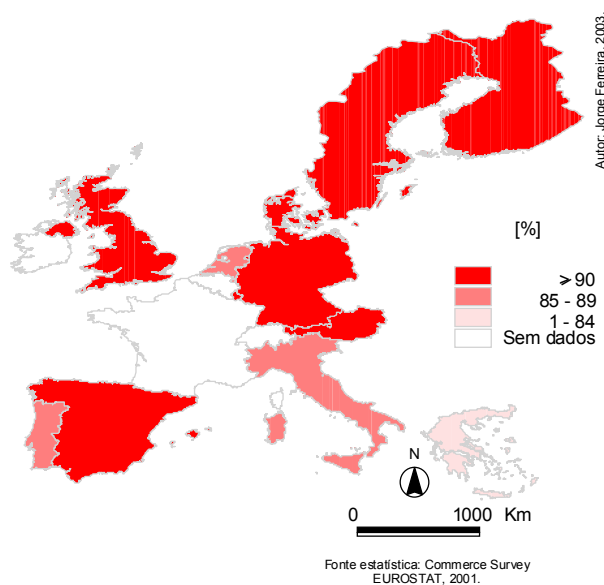 Autor: Jorge Ferreira, 2003.
[%]
> 90
85 - 89
1 - 84
Sem dados
N
0 1000 Km
Fonte estatística: Commerce Survey
EUROSTAT, 2001.